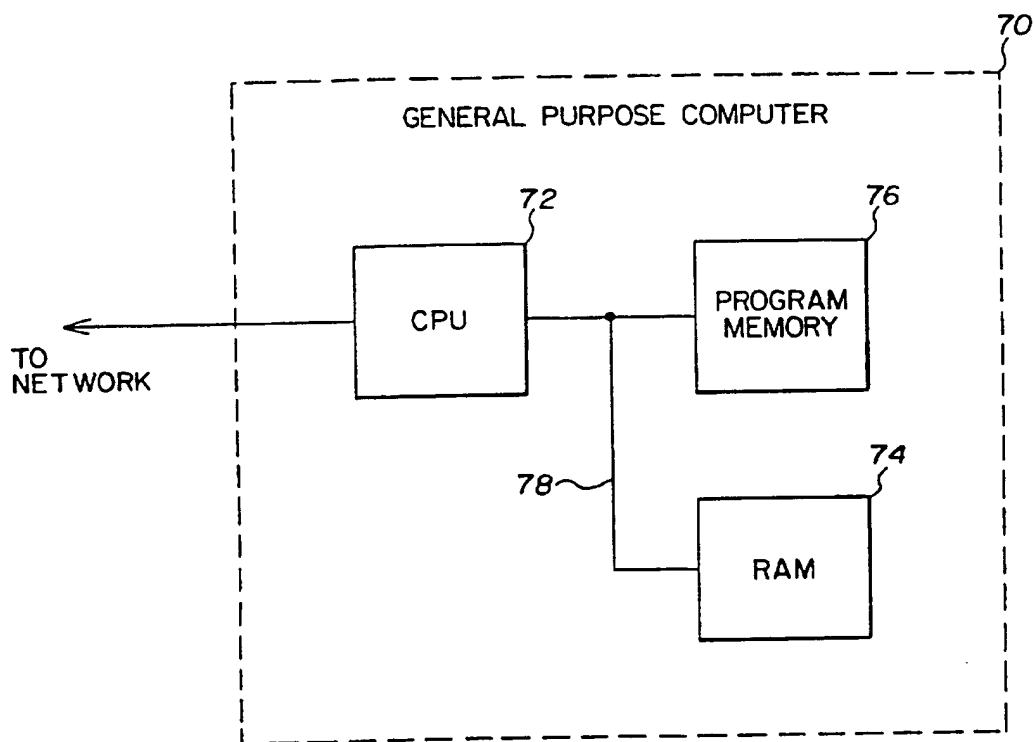 70
GENERAL PURPOSE COMPUTER
72
76
CPU
PROGRAM
MEMORY
TO
NETWORK
78
74
RAM